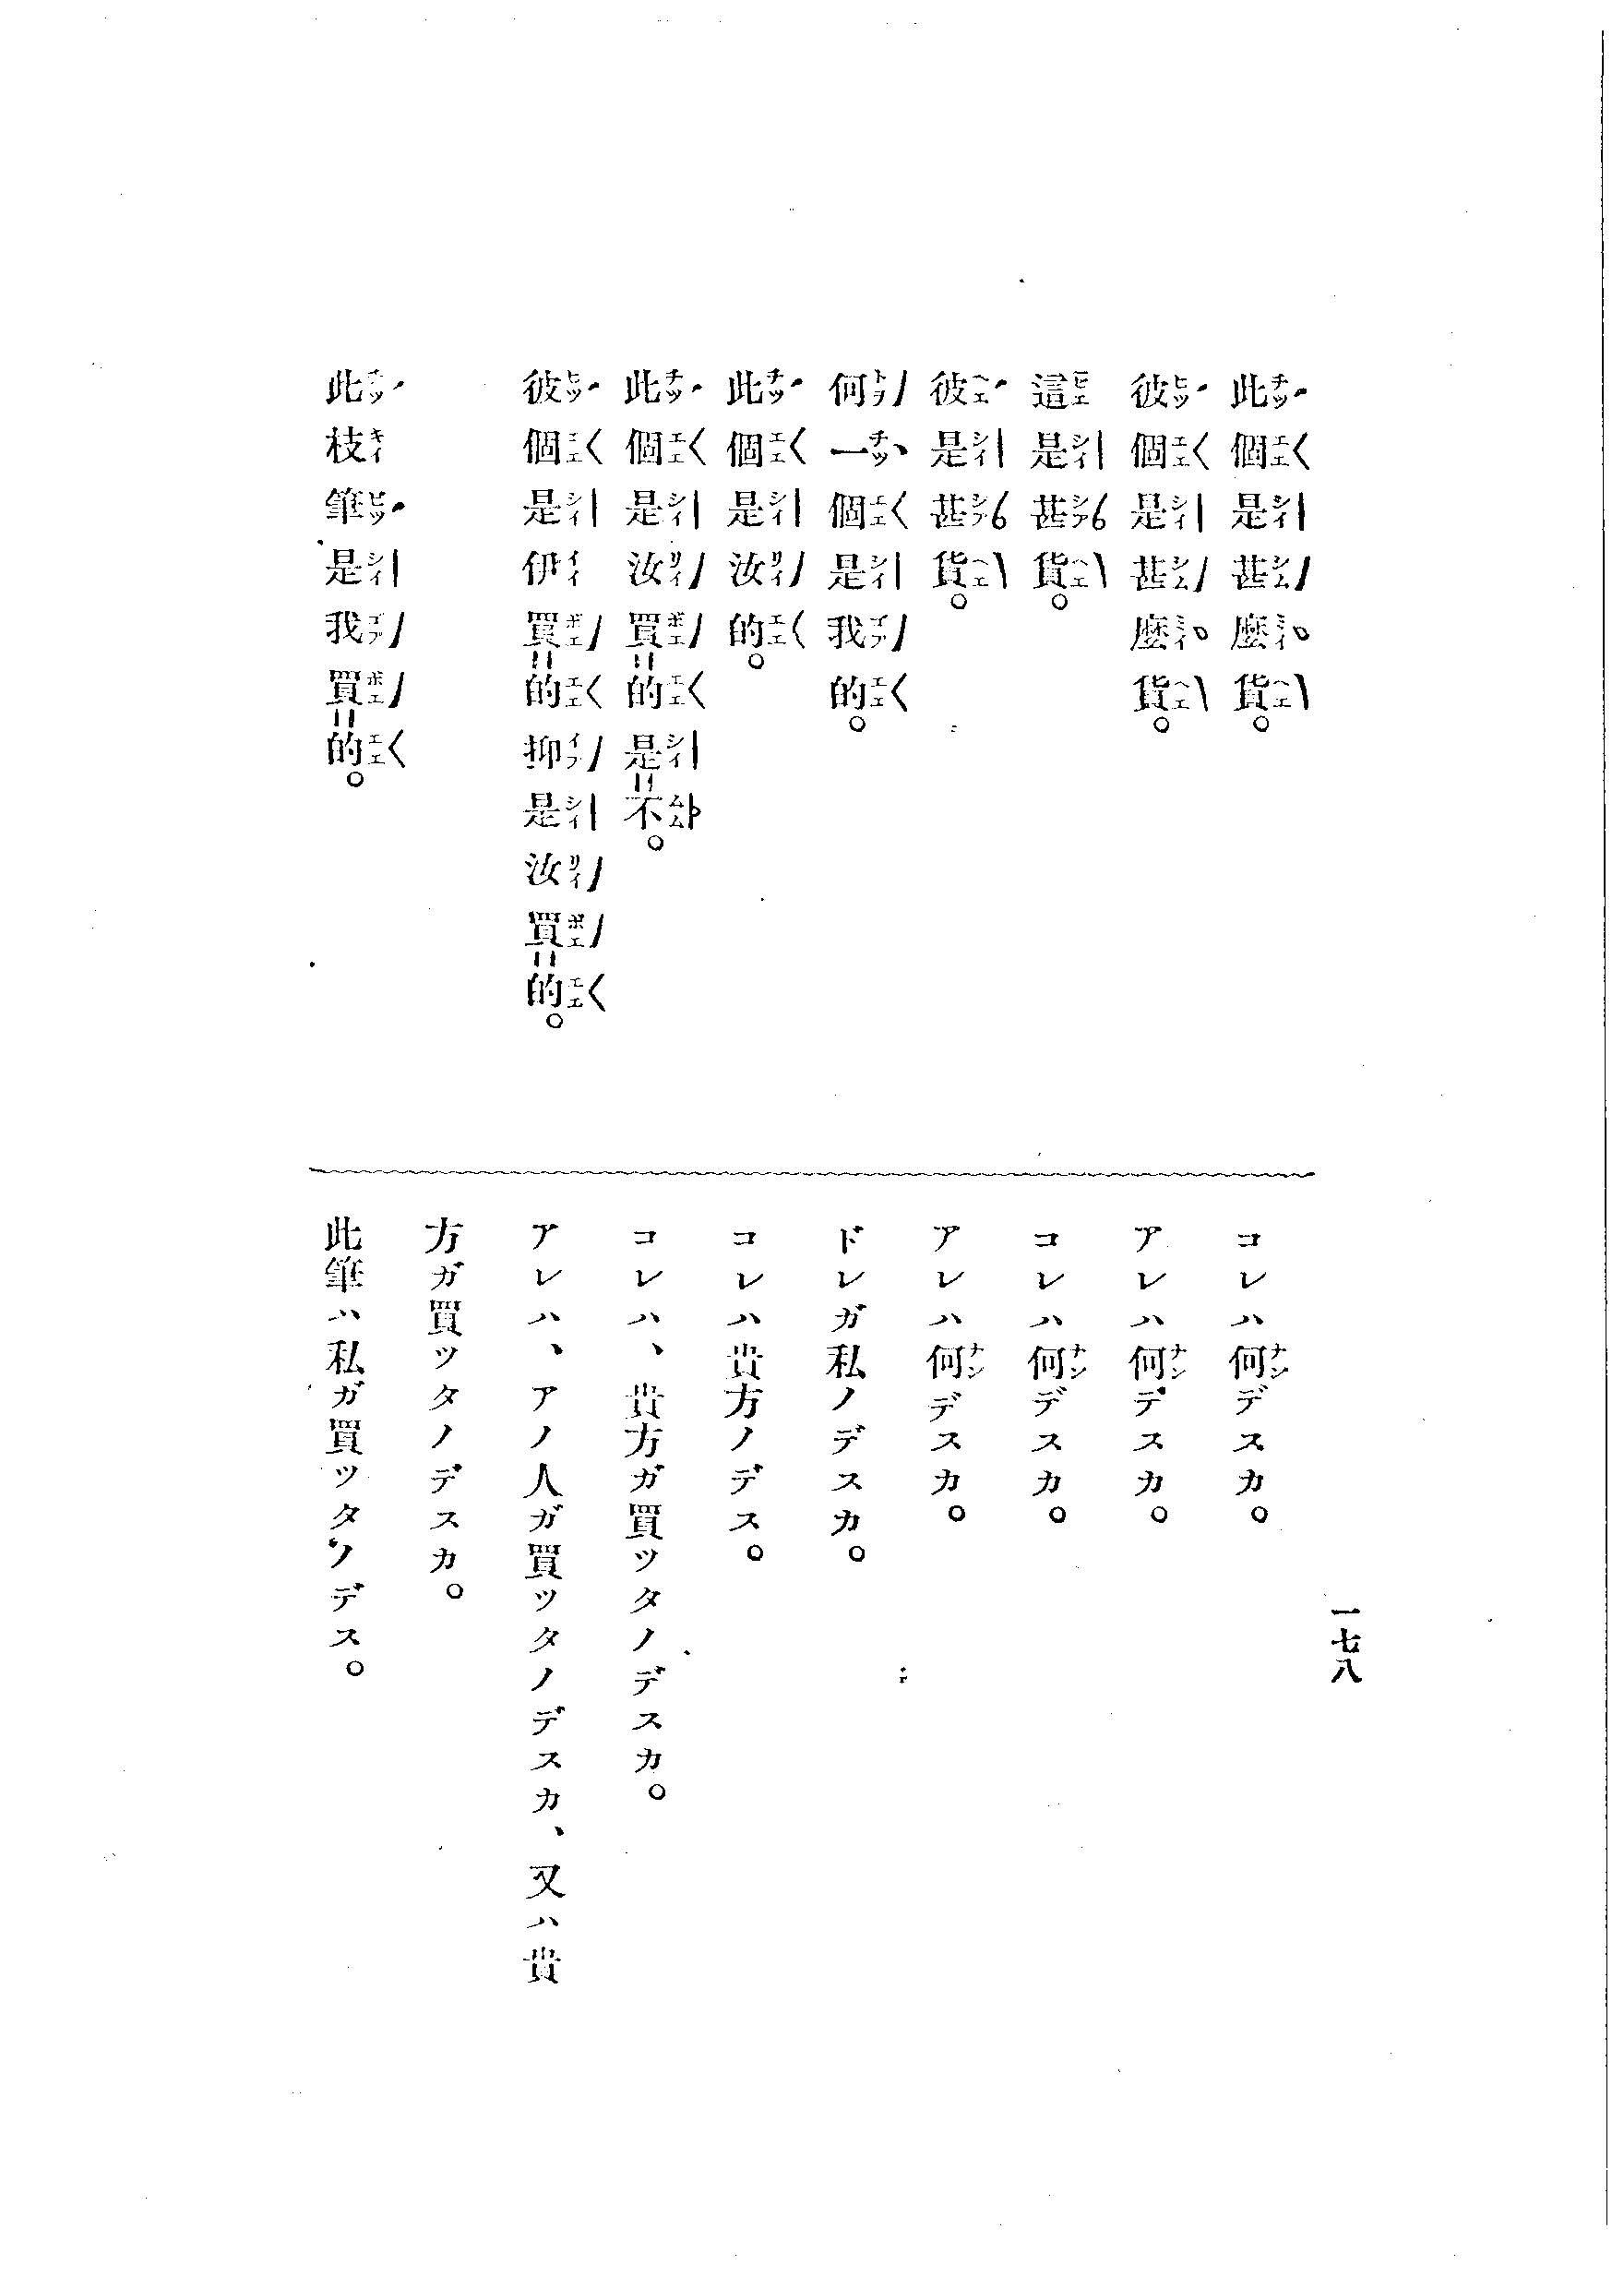 一七八
此個是甚麼貨。
彼個是甚麼貨。
這是甚貨。
彼是甚貨。
何一個是我的。
此個是汝的。
此個是汝買=的是=不。
彼個是伊買=的抑是汝買=的。
此枝筆是我買=的。
コレハ何デスカ。
アレハ何デスカ。
コレハ何デスカ。
アレハ何デスカ。
ドレガ私ノデスカ。
コレハ貴方ノデス。
コレハ、貴方ガ買ッタノデスカ。
アレハ、アノ人ガ買ッタノデスカ、又ハ貴
方ガ買ッタノデスカ。
此筆ハ私ガ買ッタノデス。